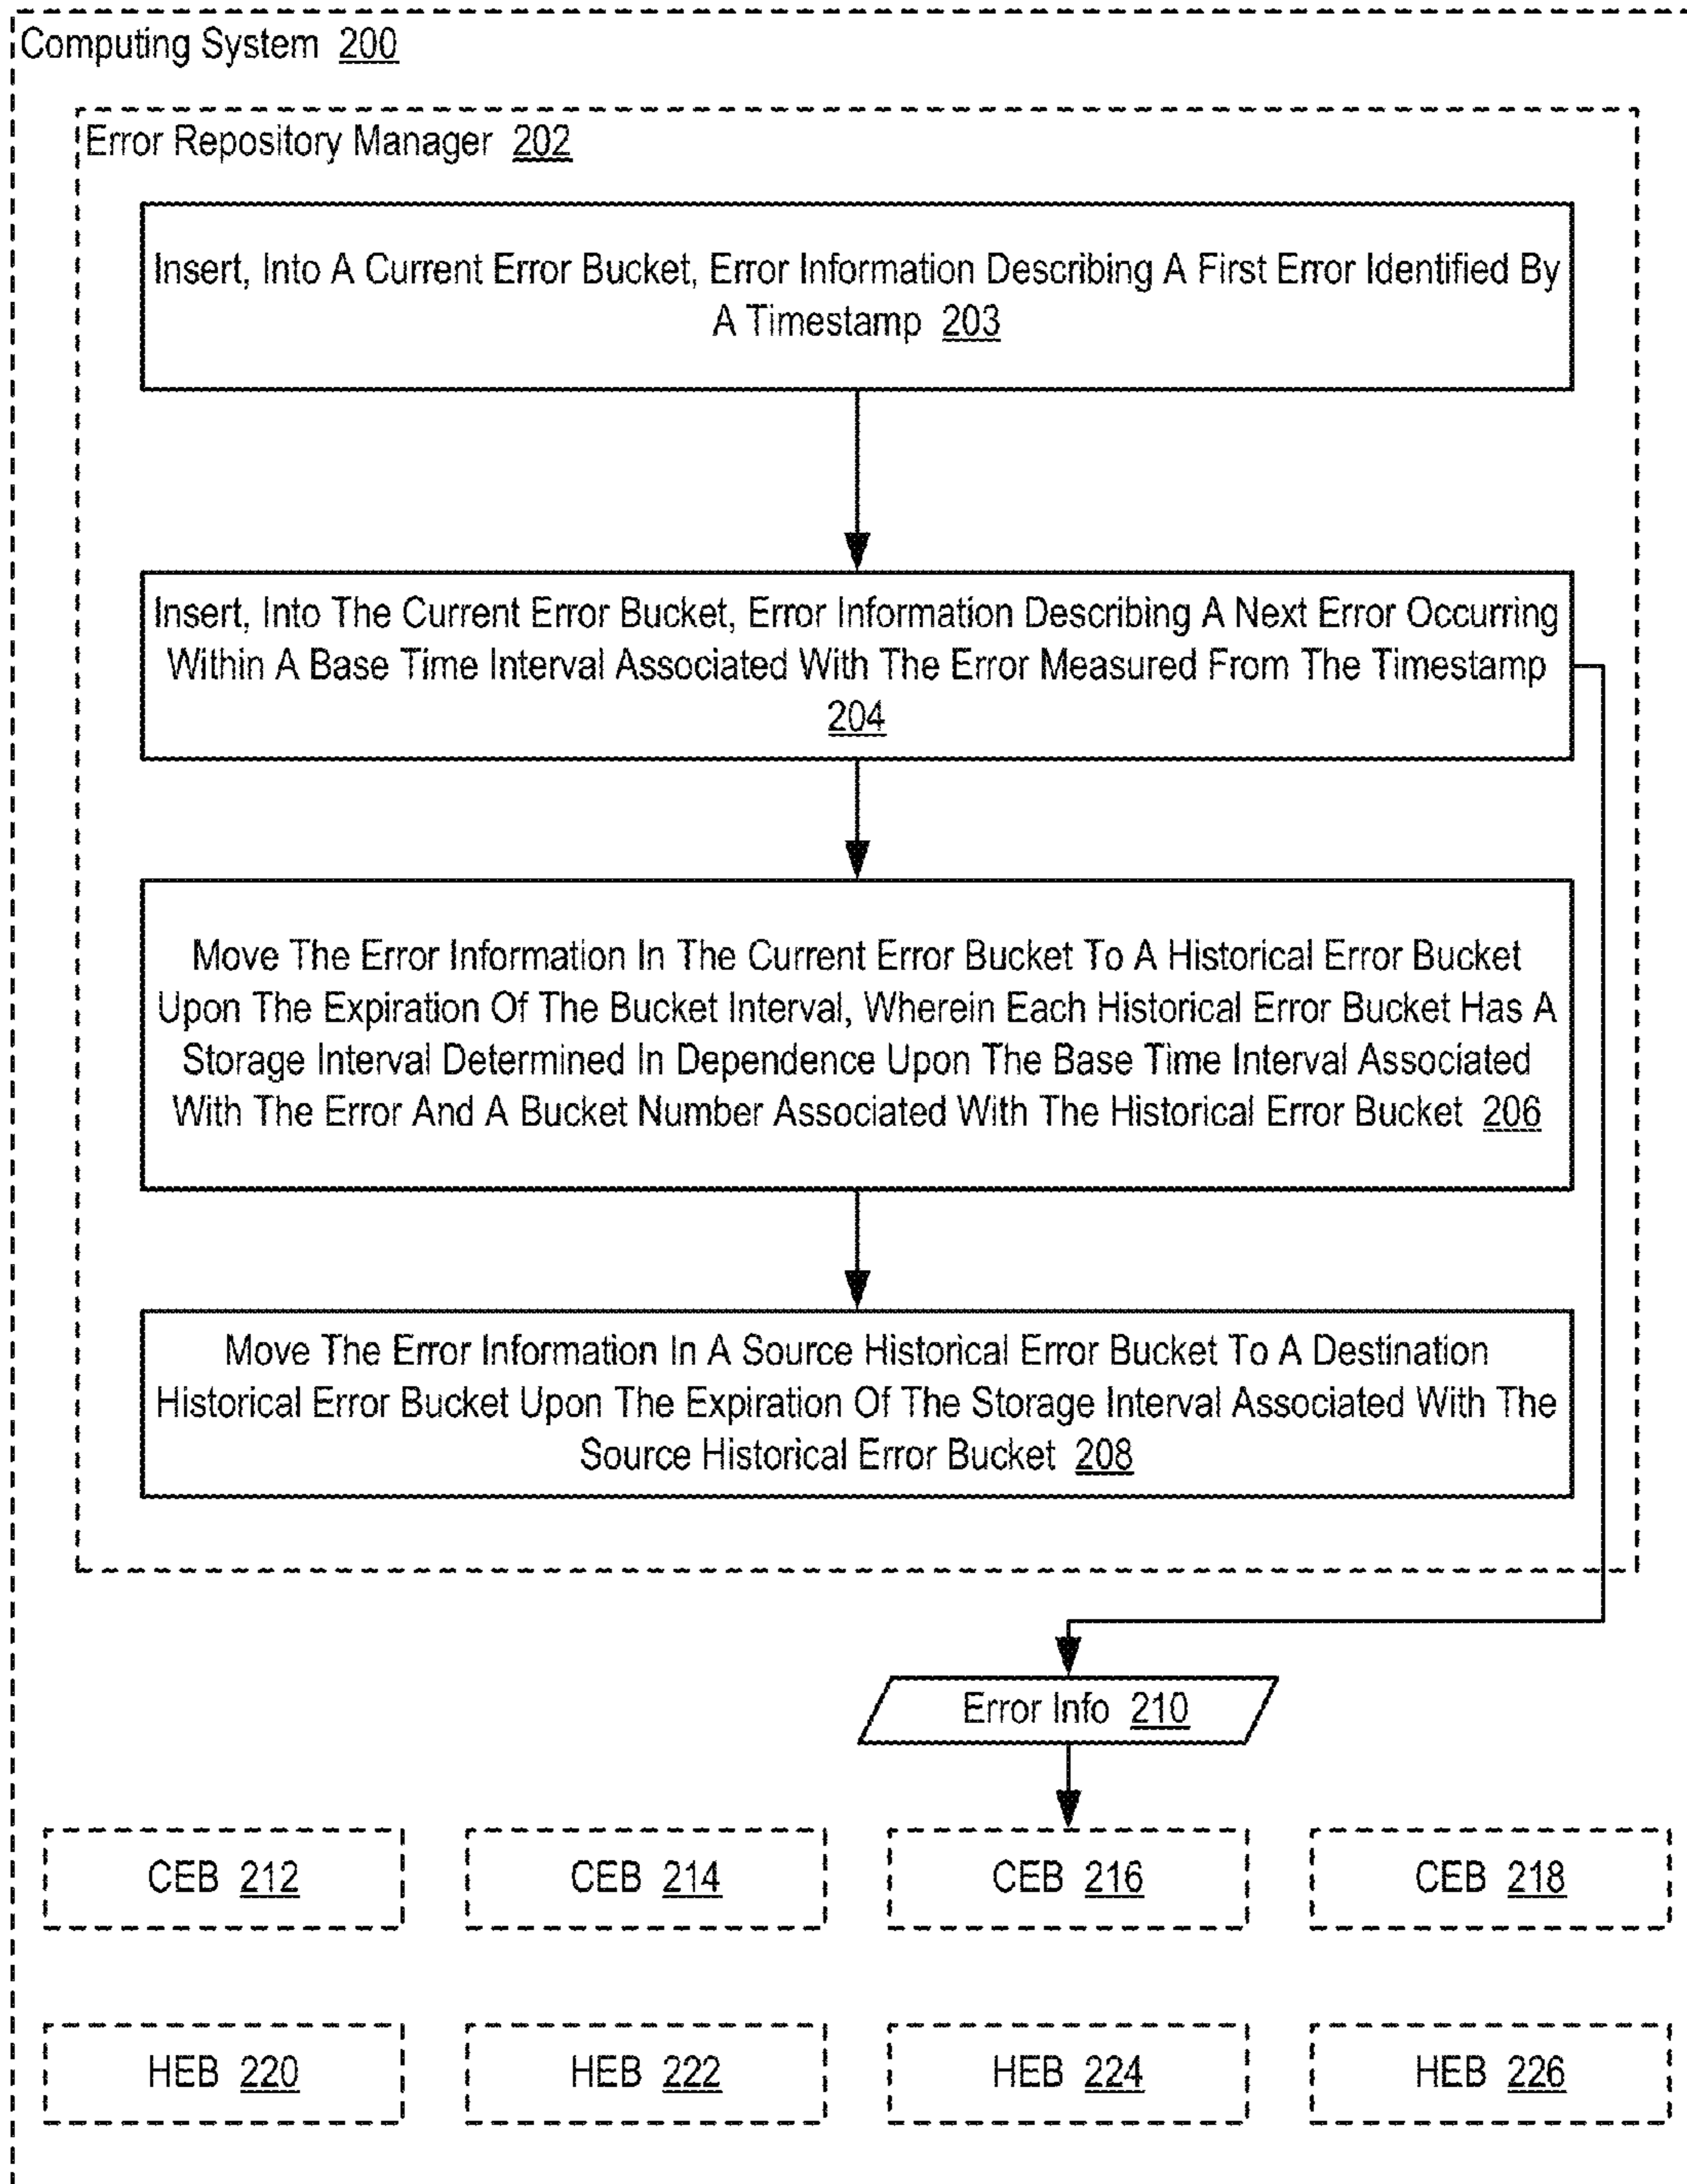 Computing System 200
Error Repository Manager 202
Insert, Into A Current Error Bucket, Error Information Describing A First Error Identified By
A Timestamp 203
Insert, Into The Current Error Bucket, Error Information Describing A Next Error Occurring
Within A Base Time Interval Associated With The Error Measured From The Timestamp
204
Move The Error Information In The Current Error Bucket To A Historical Error Bucket
Upon The Expiration Of The Bucket Interval, Wherein Each Historical Error Bucket Has A
Storage Interval Determined In Dependence Upon The Base Time Interval Associated
With The Error And A Bucket Number Associated With The Historical Error Bucket 206
Move The Error Information In A Source Historical Error Bucket To A Destination
Historical Error Bucket Upon The Expiration Of The Storage Interval Associated With The
Source Historical Error Bucket 208
Error Info 210
CEB 212
CEB 214
CEB 216
CEB 218
HEB 220
HEB 222
HEB 224
HEB 226